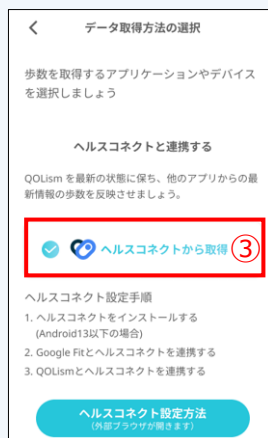 データ取得方法の選択
歩数を取得するアプリケーションやデバイス
を選択しましょう
ヘルスコネクトと連携する
QOLism を最新の状態に保ち、他のアプリからの最
新情報の歩数を反映させましょう。
ヘルスコネクトから取得 ③
ヘルスコネクト設定手順
1. ヘルスコネクトをインストールする
(Android13以下の場合)
2. Google Fitとヘルスコネクトを連携する
3. QOLismとヘルスコネクトを連携する
ヘルスコネクト設定方法
(外部ブラウザが開きます)